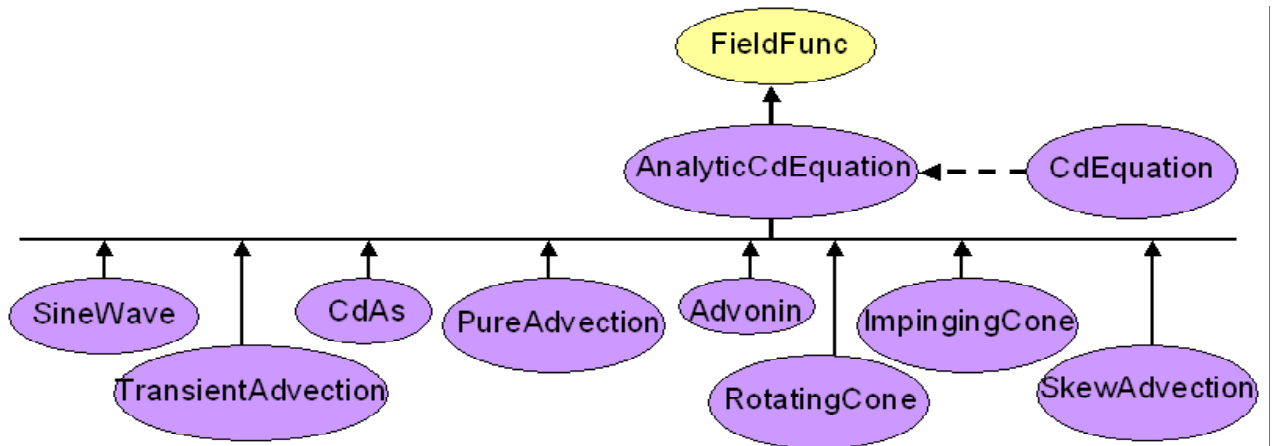 FieldFunc
AnalyticCdEquation
CdEquation
SineWave
CdAs
PureAdvection
Advonin
ImpingingCone
TransientAdvection
RotatingCone
SkewAdvection